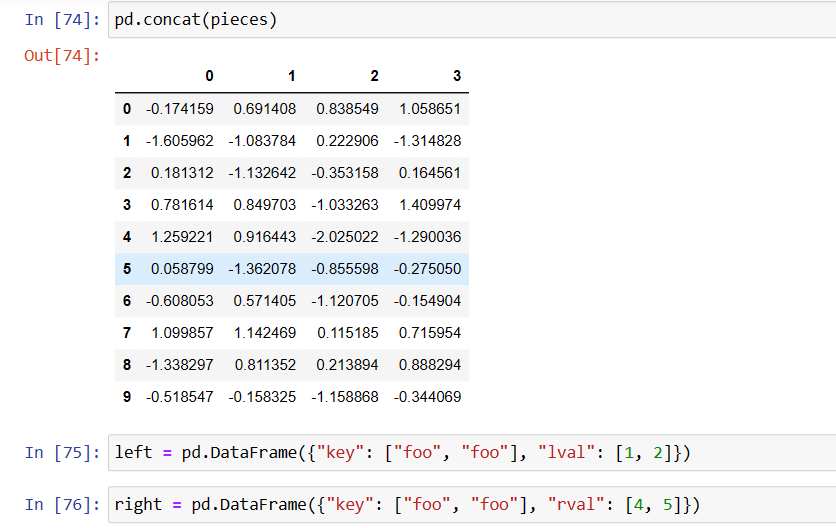 In [74]: pd.concat(pieces)
Out[74]:
0 1 2 3
0 -0.174159 0.691408 0.838549 1.058651
1 -1.605962 -1.083784 0.222906 -1.314828
2 0.181312 -1.132642 -0.353158 0.164561
3 0.781614 0.849703 -1.033263 1.409974
4 1.259221 0.916443 -2.025022 -1.290036
5 0.058799 -1.362078 -0.855598 -0.275050
6 -0.608053 0.571405 -1.120705 -0.154904
7 1.099857 1.142469 0.115185 0.715954
8 -1.338297 0.811352 0.213894 0.888294
9 -0.518547 -0.158325 -1.158868 -0.344069
In [75]: left = pd.DataFrame({"key": ["foo", "foo"], "lval": [1, 2]})
In [76]: right = pd.DataFrame({"key": ["foo", "foo"], "rval": [4, 5]})